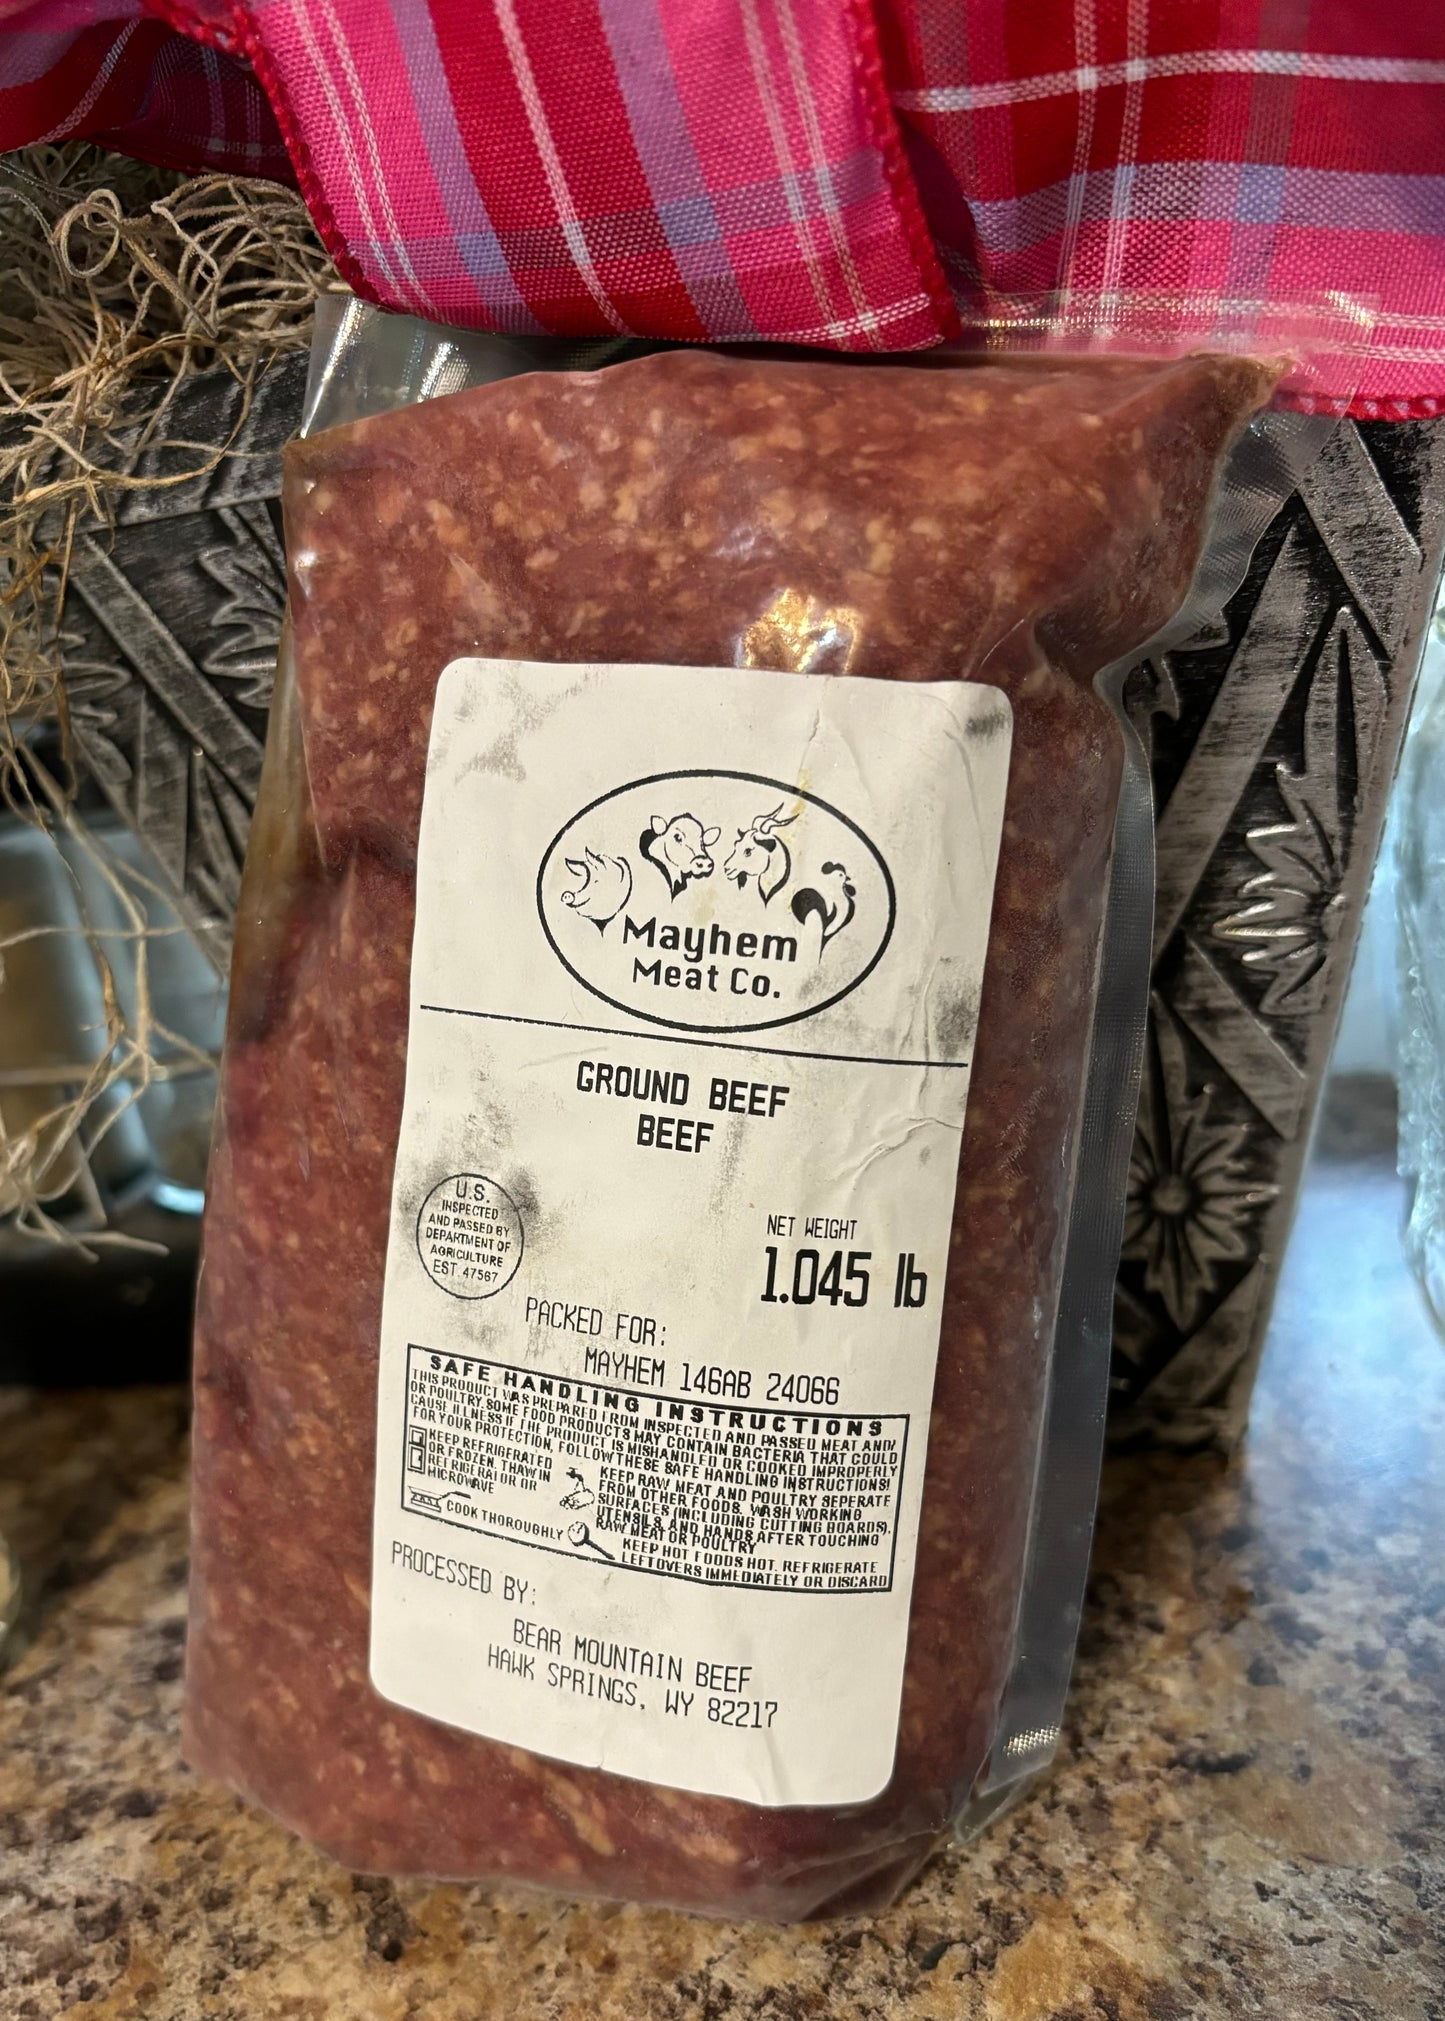 Mayhem
Meat Co.
GROUND BEEF
BEEF
U.S.
INSPECTED
AND PASSED BY
DEPARTMENT OF
AGRICULTURE
EST. 47567
NET WEIGHT
1.045 lb
PACKED FOR:
MAYHEM 146AB 24066
SAFE HANDLING INSTRUCTIONS
THIS PRODUCT WAS PREPARED FROM INSPECTED AND PASSED MEAT AND/
OR POULTRY. SOME FOOD PRODUCTS MAY CONTAIN BACTERIA THAT COULD
CAUSE ILLNESS IF THE PRODUCT IS MISHANDLED OR COOKED IMPROPERLY
FOR YOUR PROTECTION, FOLLOW THESE SAFE HANDLING INSTRUCTIONS!
KEEP REFRIGERATED
OR FROZEN. THAW IN
REFRIGERATOR OR
MICROWAVE
KEEP RAW MEAT AND POULTRY SEPERATE
FROM OTHER FOODS. WASH WORKING
SURFACES (INCLUDING CUTTING BOARDS),
UTENSILS AND HANDS AFTER TOUCHING
RAW MEAT OR POULTRY
COOK THOROUGHLY
KEEP HOT FOODS HOT. REFRIGERATE
LEFTOVERS IMMEDIATELY OR DISCARD
PROCESSED BY:
BEAR MOUNTAIN BEEF
HAWK SPRINGS, WY 82217